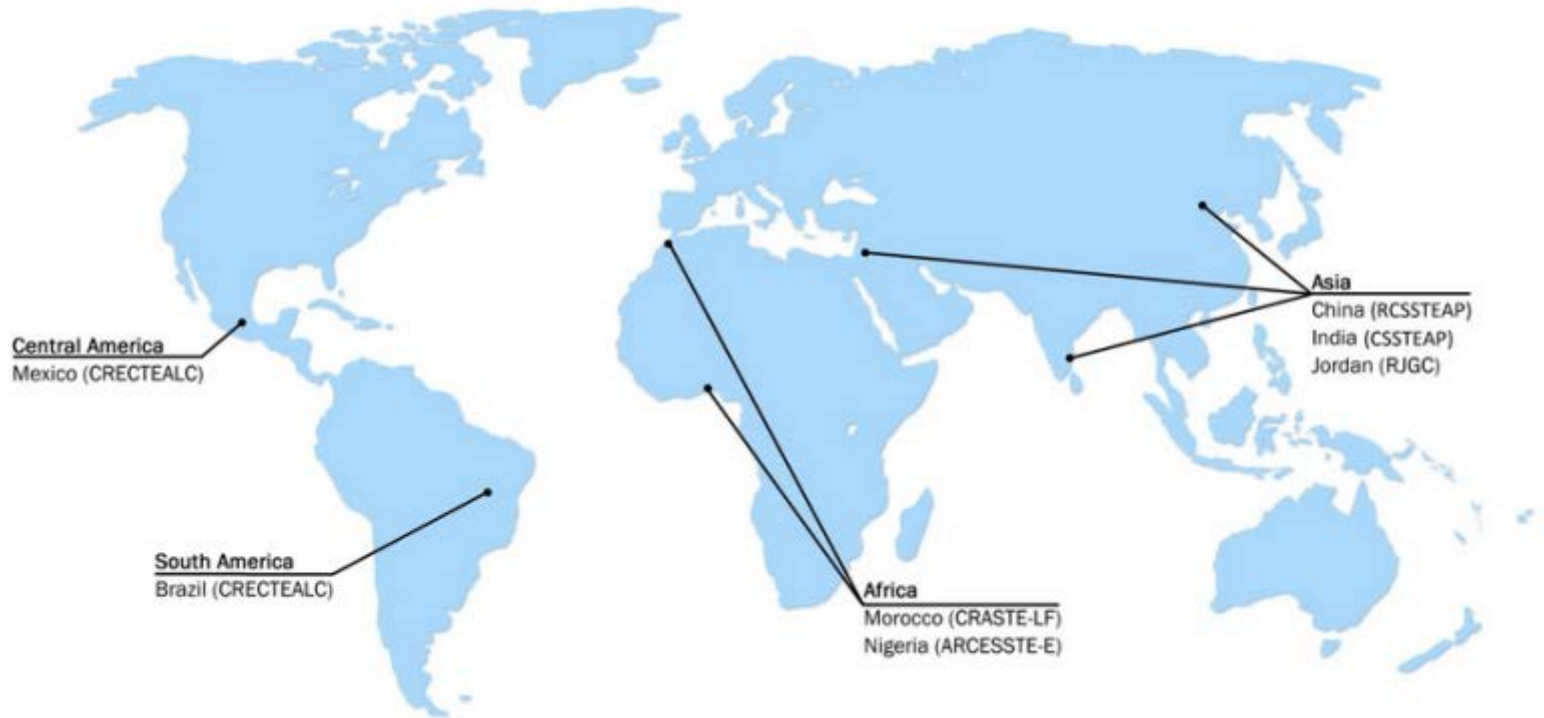 Central America
Mexico (CRECTEALC)
South America
Brazil (CRECTEALC)
Africa
Morocco (CRASTE-LF)
Nigeria (ARCESSTE-E)
Asia
China (RCSSTEAP)
India (CSSTEAP)
Jordan (RJGC)